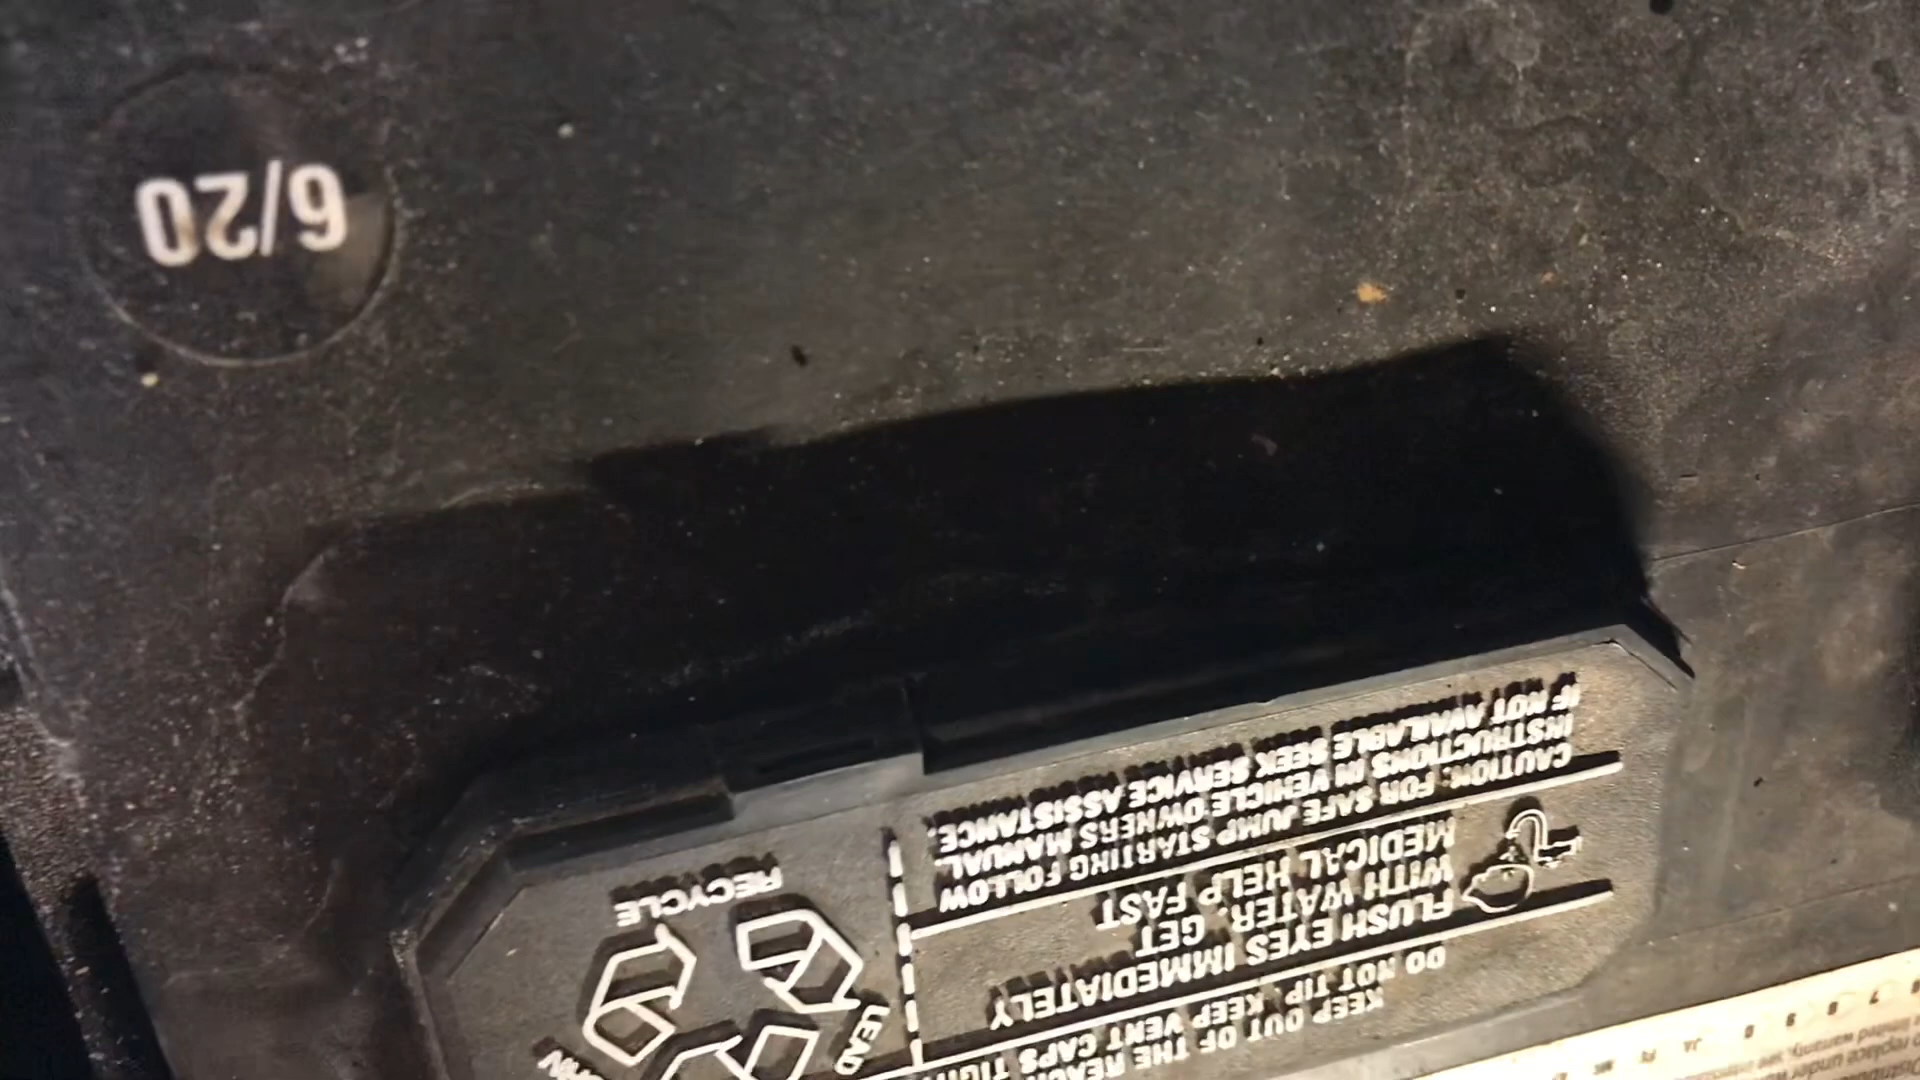 6/20
KEEP OUT OF THE REACH
DO NOT TIP. KEEP VENT CAPS TIGHT
FLUSH EYES IMMEDIATELY
WITH WATER. GET
MEDICAL HELP FAST
CAUTION: FOR SAFE JUMP STARTING FOLLOW
INSTRUCTIONS IN VEHICLE OWNERS MANUAL.
IF NOT AVAILABLE SEEK SERVICE ASSISTANCE.
LEAD
RECYCLE